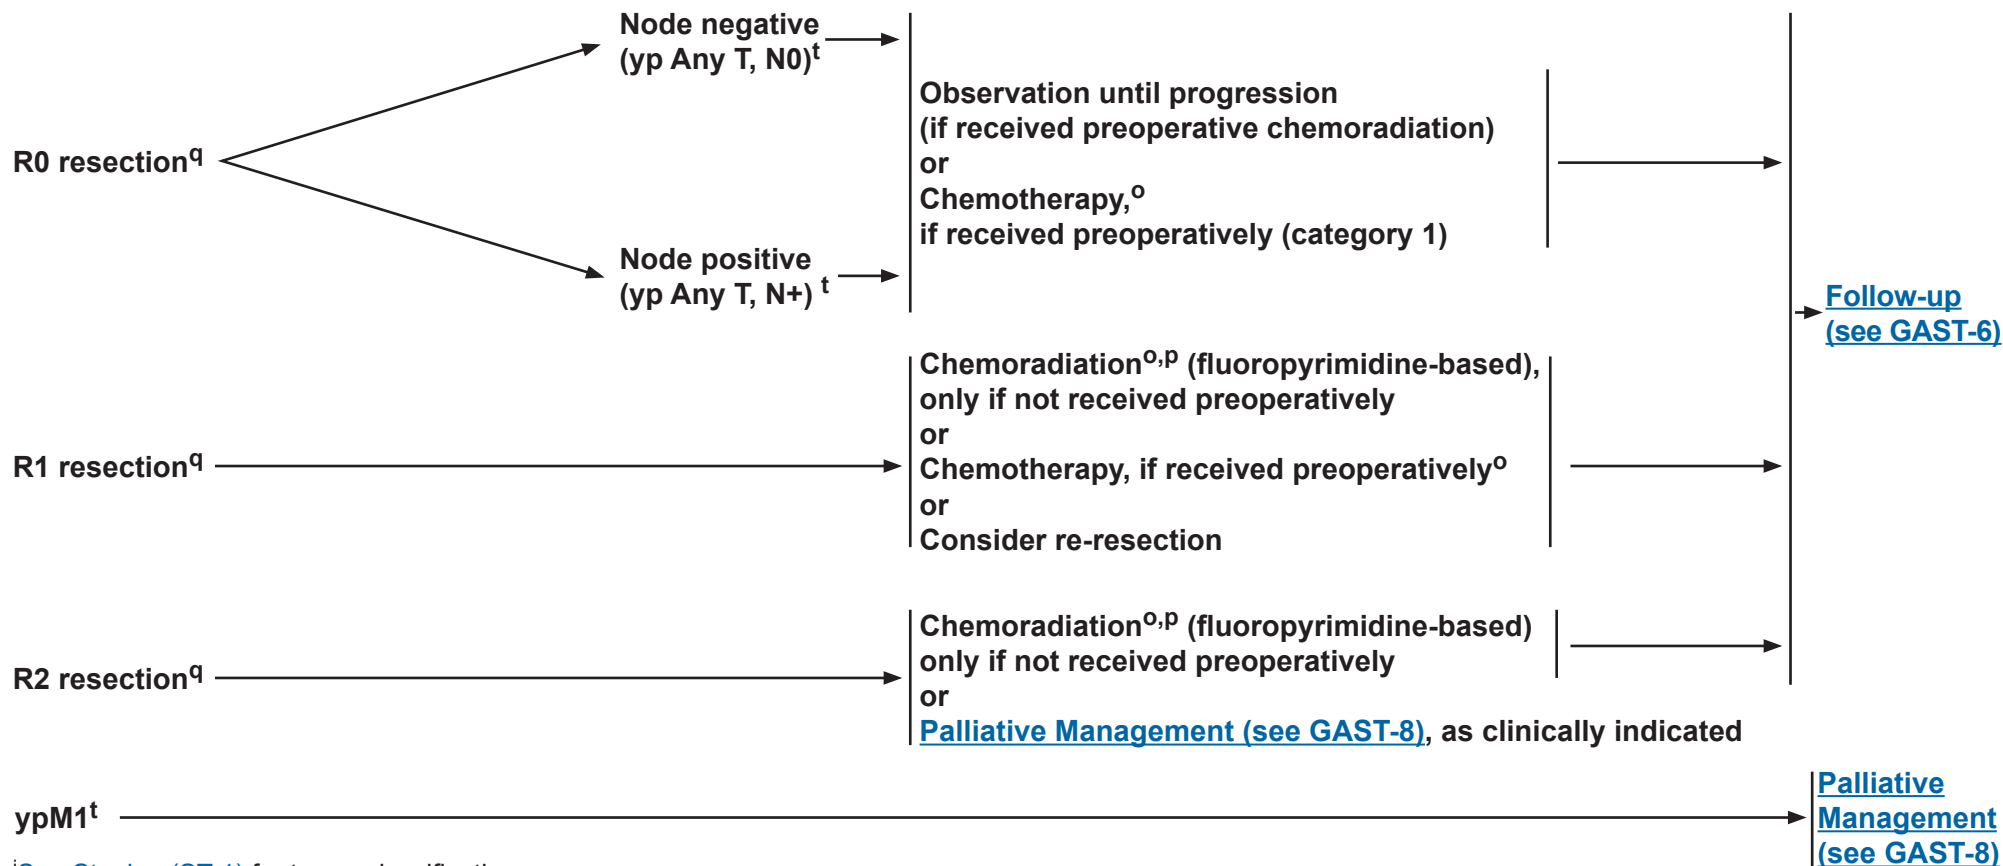 Node negative
(yp Any T, N0)t
R0 resectionq
Observation until progression
(if received preoperative chemoradiation)
or
Chemotherapy,o
if received preoperatively (category 1)
Node positive
(yp Any T, N+) t
Follow-up
(see GAST-6)
Chemoradiationo,p (fluoropyrimidine-based),
only if not received preoperatively
or
R1 resectionq
Chemotherapy, if received preoperativelyo
or
Consider re-resection
R2 resectionq
Chemoradiationo,p (fluoropyrimidine-based)
only if not received preoperatively
or
Palliative Management (see GAST-8), as clinically indicated
ypM1t
Palliative
Management
(see GAST-8)